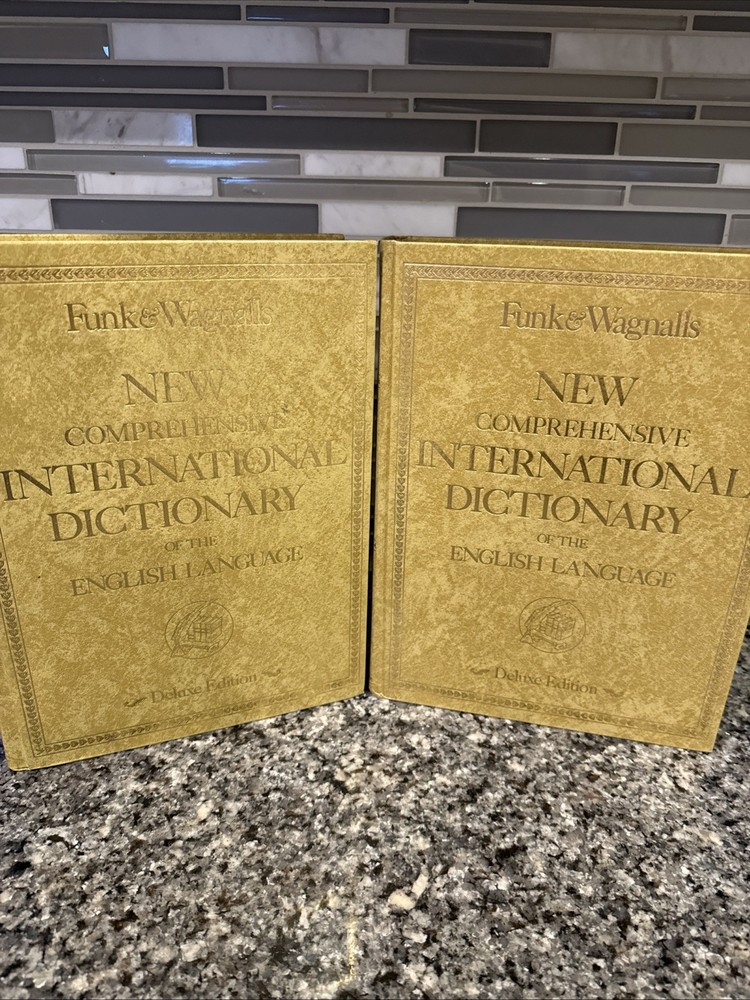 Funk & Wagnalls
NEW
COMPREHENSIVE
INTERNATIONAL
DICTIONARY
OF THE
ENGLISH LANGUAGE
Deluxe Edition
Funk & Wagnalls
NEW
COMPREHENSIVE
INTERNATIONAL
DICTIONARY
OF THE
ENGLISH LANGUAGE
Deluxe Edition